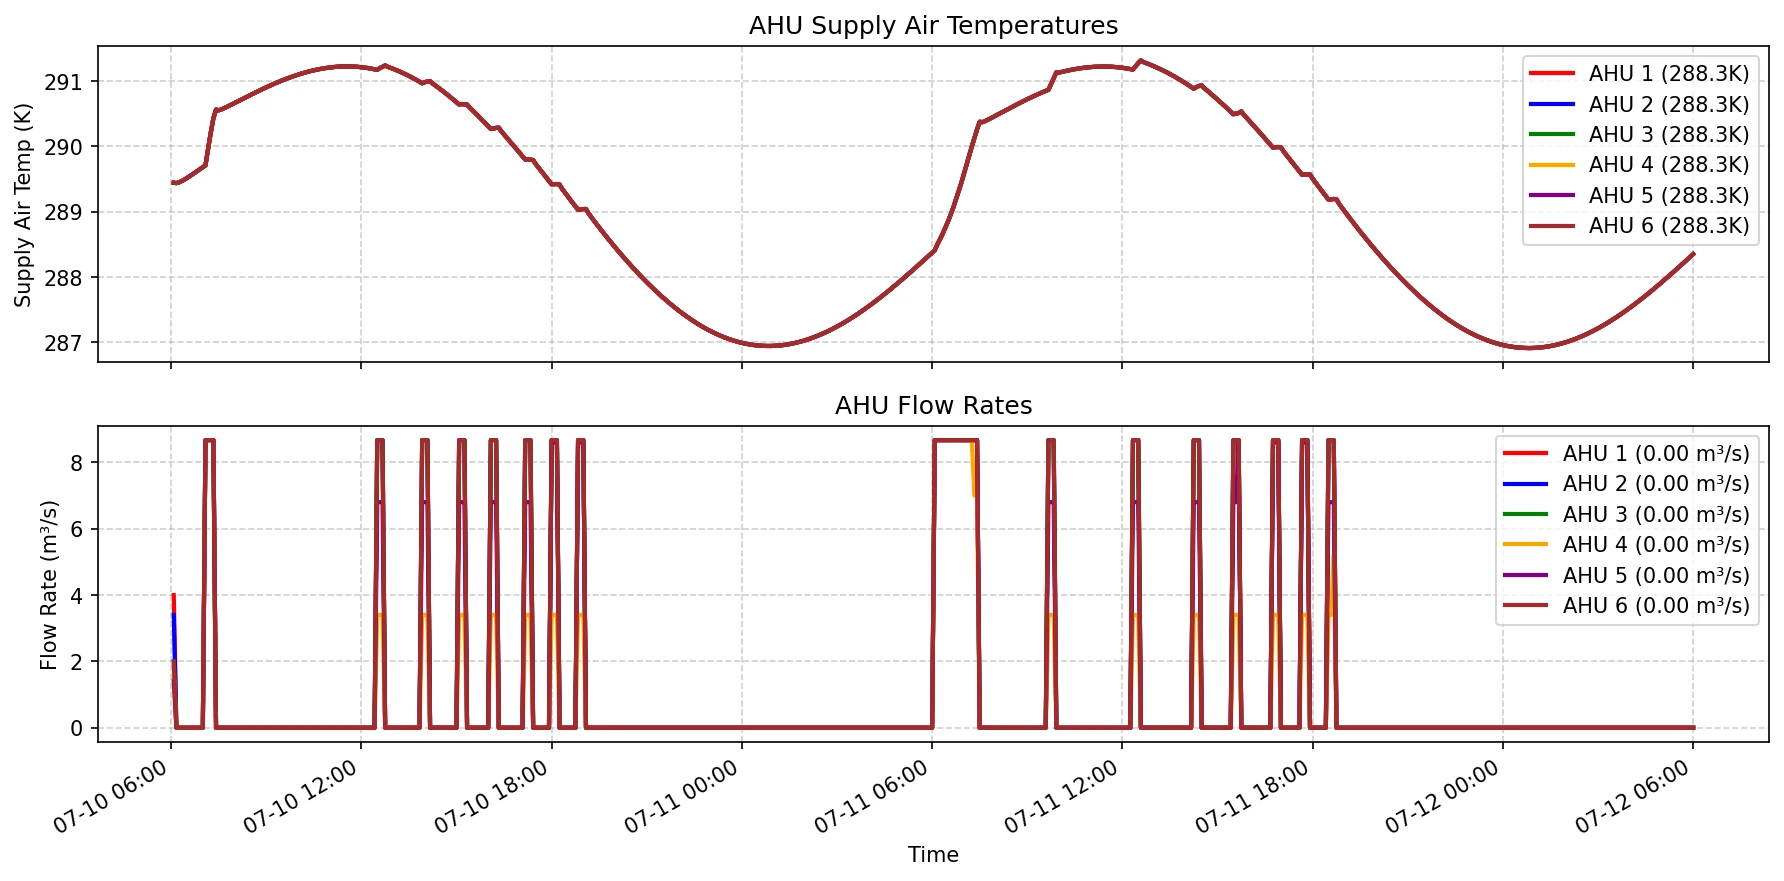 AHU Supply Air Temperatures
Supply Air Temp (K)
291
290
289
288
287
AHU 1 (288.3K)
AHU 2 (288.3K)
AHU 3 (288.3K)
AHU 4 (288.3K)
AHU 5 (288.3K)
AHU 6 (288.3K)
AHU Flow Rates
Flow Rate (m³/s)
8
6
4
2
0
AHU 1 (0.00 m³/s)
AHU 2 (0.00 m³/s)
AHU 3 (0.00 m³/s)
AHU 4 (0.00 m³/s)
AHU 5 (0.00 m³/s)
AHU 6 (0.00 m³/s)
07-10 06:00
07-10 12:00
07-10 18:00
07-11 00:00
07-11 06:00
07-11 12:00
07-11 18:00
07-12 00:00
07-12 06:00
Time